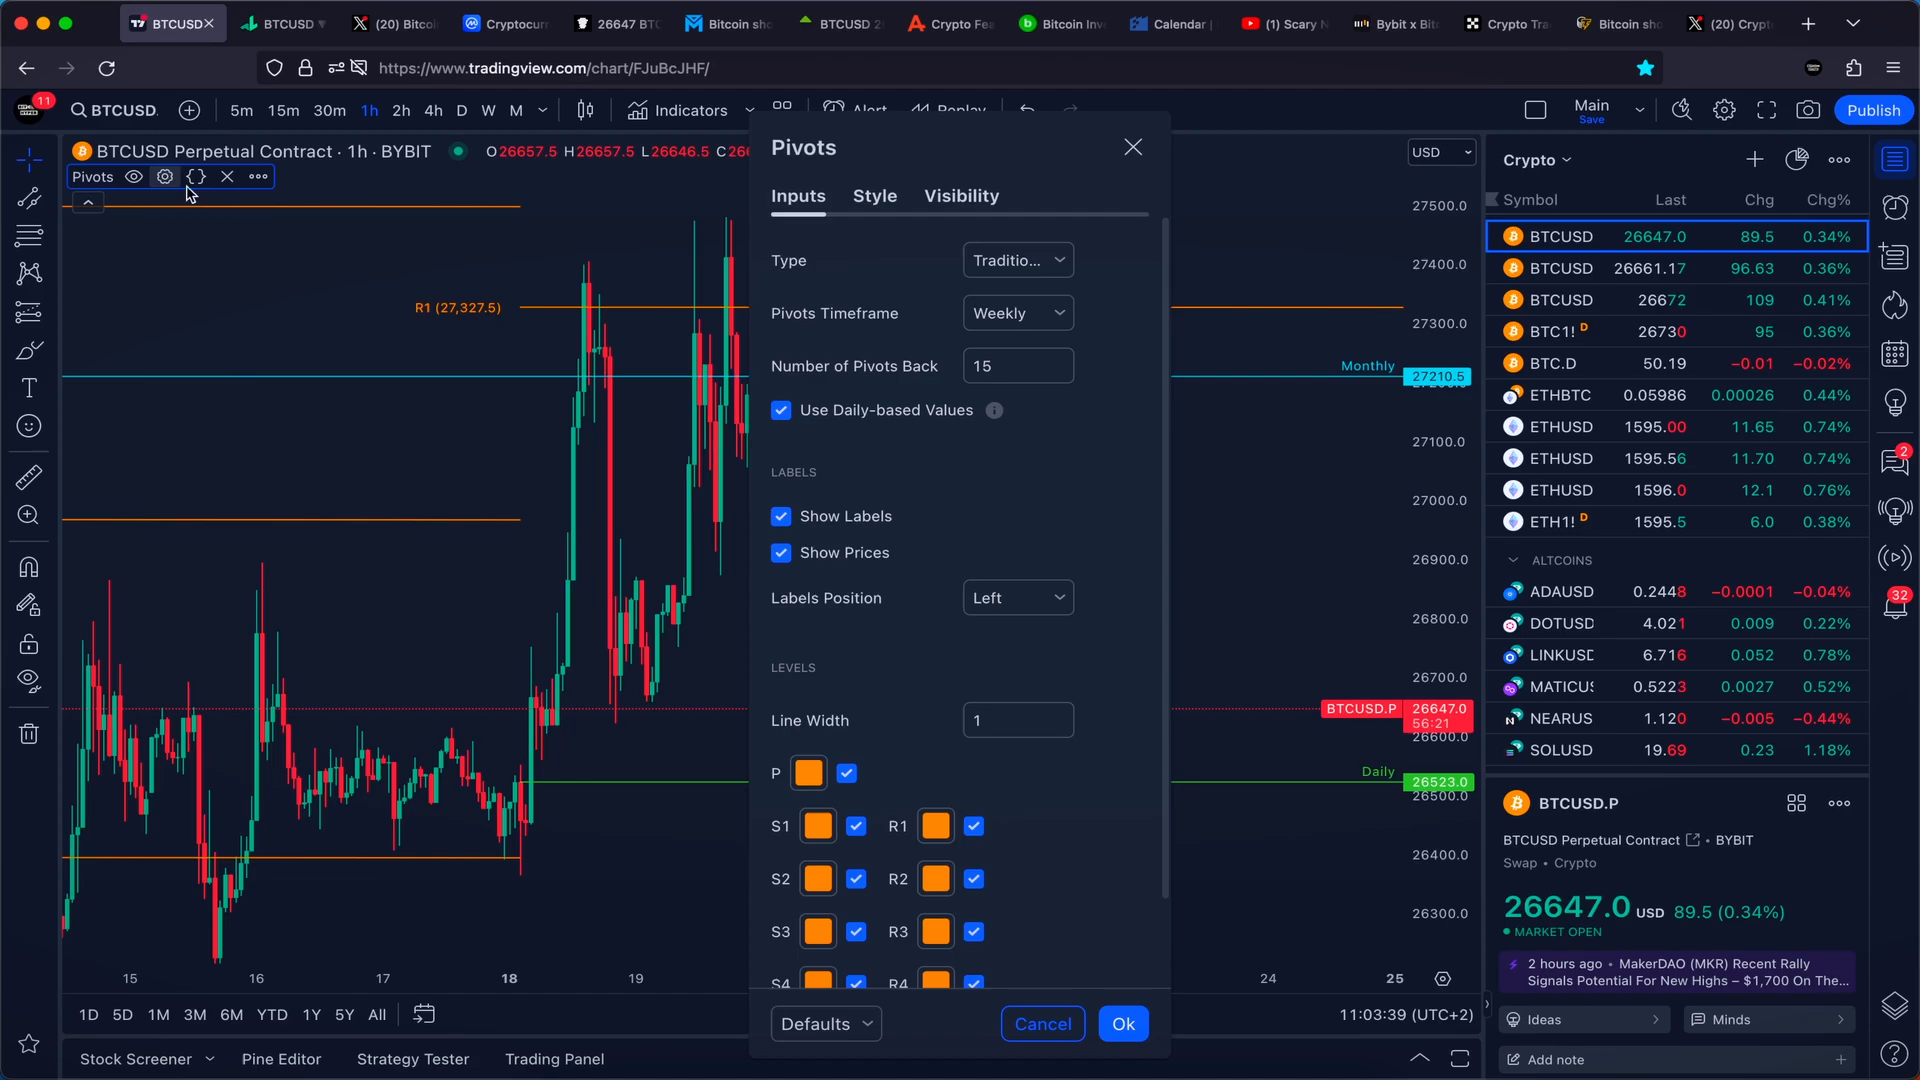 BTCUSD
BTCUSD
(20) Bitcoi
Cryptocur
26647 BTC
Bitcoin sho
BTCUSD 2
Crypto Fea
Bitcoin Inv
Calendar |
(1) Scary N
Bybit x Bit
Crypto Tra
Bitcoin sho
(20) Crypt
https://www.tradingview.com/chart/FJuBcJHF/
11
BTCUSD.
5m 15m 30m 1h 2h 4h D W M
Indicators
Alert
Replay
Main
Save
Publish
BTCUSD Perpetual Contract · 1h · BYBIT
O26657.5 H26657.5 L26646.5 C26
Pivots
R1 (27,327.5)
Pivots
Inputs Style Visibility
Type Traditio...
Pivots Timeframe Weekly
Number of Pivots Back 15
Use Daily-based Values
LABELS
Show Labels
Show Prices
Labels Position Left
LEVELS
Line Width 1
P
S1 R1
S2 R2
S3 R3
S4 R4
Defaults
Cancel
Ok
USD
27500.0
27400.0
27300.0
Monthly 27210.5
27100.0
27000.0
26900.0
26800.0
26700.0
BTCUSD.P 26647.0
56:21
26600.0
Daily 26523.0
26500.0
26400.0
26300.0
15 16 17 18 19 24 25
1D 5D 1M 3M 6M YTD 1Y 5Y All
11:03:39 (UTC+2)
Stock Screener Pine Editor Strategy Tester Trading Panel
Crypto
Symbol Last Chg Chg%
BTCUSD 26647.0 89.5 0.34%
BTCUSD 26661.17 96.63 0.36%
BTCUSD 26672 109 0.41%
BTC1! D 26730 95 0.36%
BTC.D 50.19 −0.01 −0.02%
ETHBTC 0.05986 0.00026 0.44%
ETHUSD 1595.00 11.65 0.74%
ETHUSD 1595.56 11.70 0.74%
ETHUSD 1596.0 12.1 0.76%
ETH1! D 1595.5 6.0 0.38%
ALTCOINS
ADAUSD 0.2448 −0.0001 −0.04%
DOTUSD 4.021 0.009 0.22%
LINKUSD 6.716 0.052 0.78%
MATICUS 0.5223 0.0027 0.52%
NEARUS 1.120 −0.005 −0.44%
SOLUSD 19.69 0.23 1.18%
BTCUSD.P
BTCUSD Perpetual Contract • BYBIT
Swap • Crypto
26647.0 USD 89.5 (0.34%)
MARKET OPEN
2 hours ago • MakerDAO (MKR) Recent Rally
Signals Potential For New Highs – $1,700 On The...
Ideas
Minds
Add note
2
32